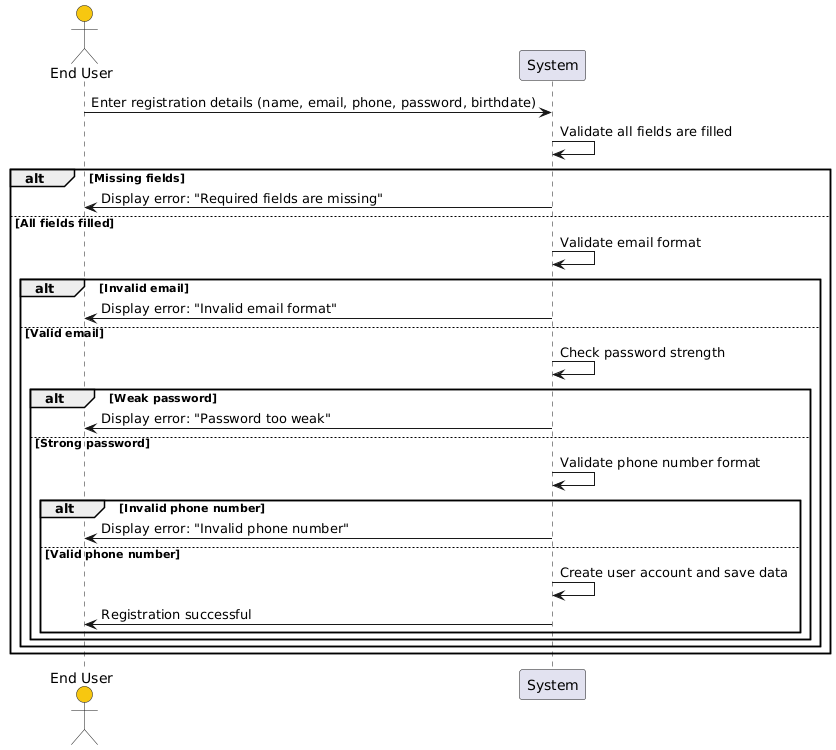 End User
System
Enter registration details (name, email, phone, password, birthdate)
Validate all fields are filled
alt [Missing fields]
Display error: "Required fields are missing"
[All fields filled]
Validate email format
alt [Invalid email]
Display error: "Invalid email format"
[Valid email]
Check password strength
alt [Weak password]
Display error: "Password too weak"
[Strong password]
Validate phone number format
alt [Invalid phone number]
Display error: "Invalid phone number"
[Valid phone number]
Create user account and save data
Registration successful
End User
System